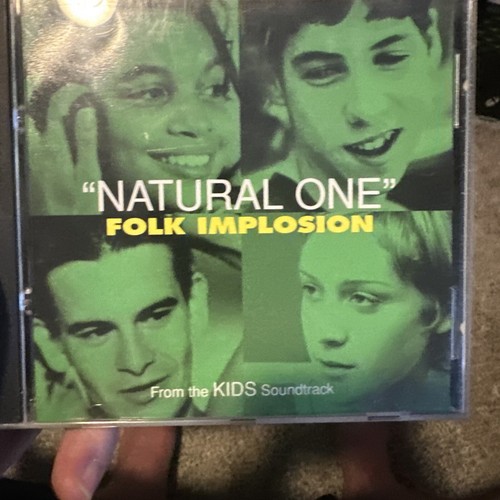 “NATURAL ONE”
FOLK IMPLOSION
From the KIDS Soundtrack